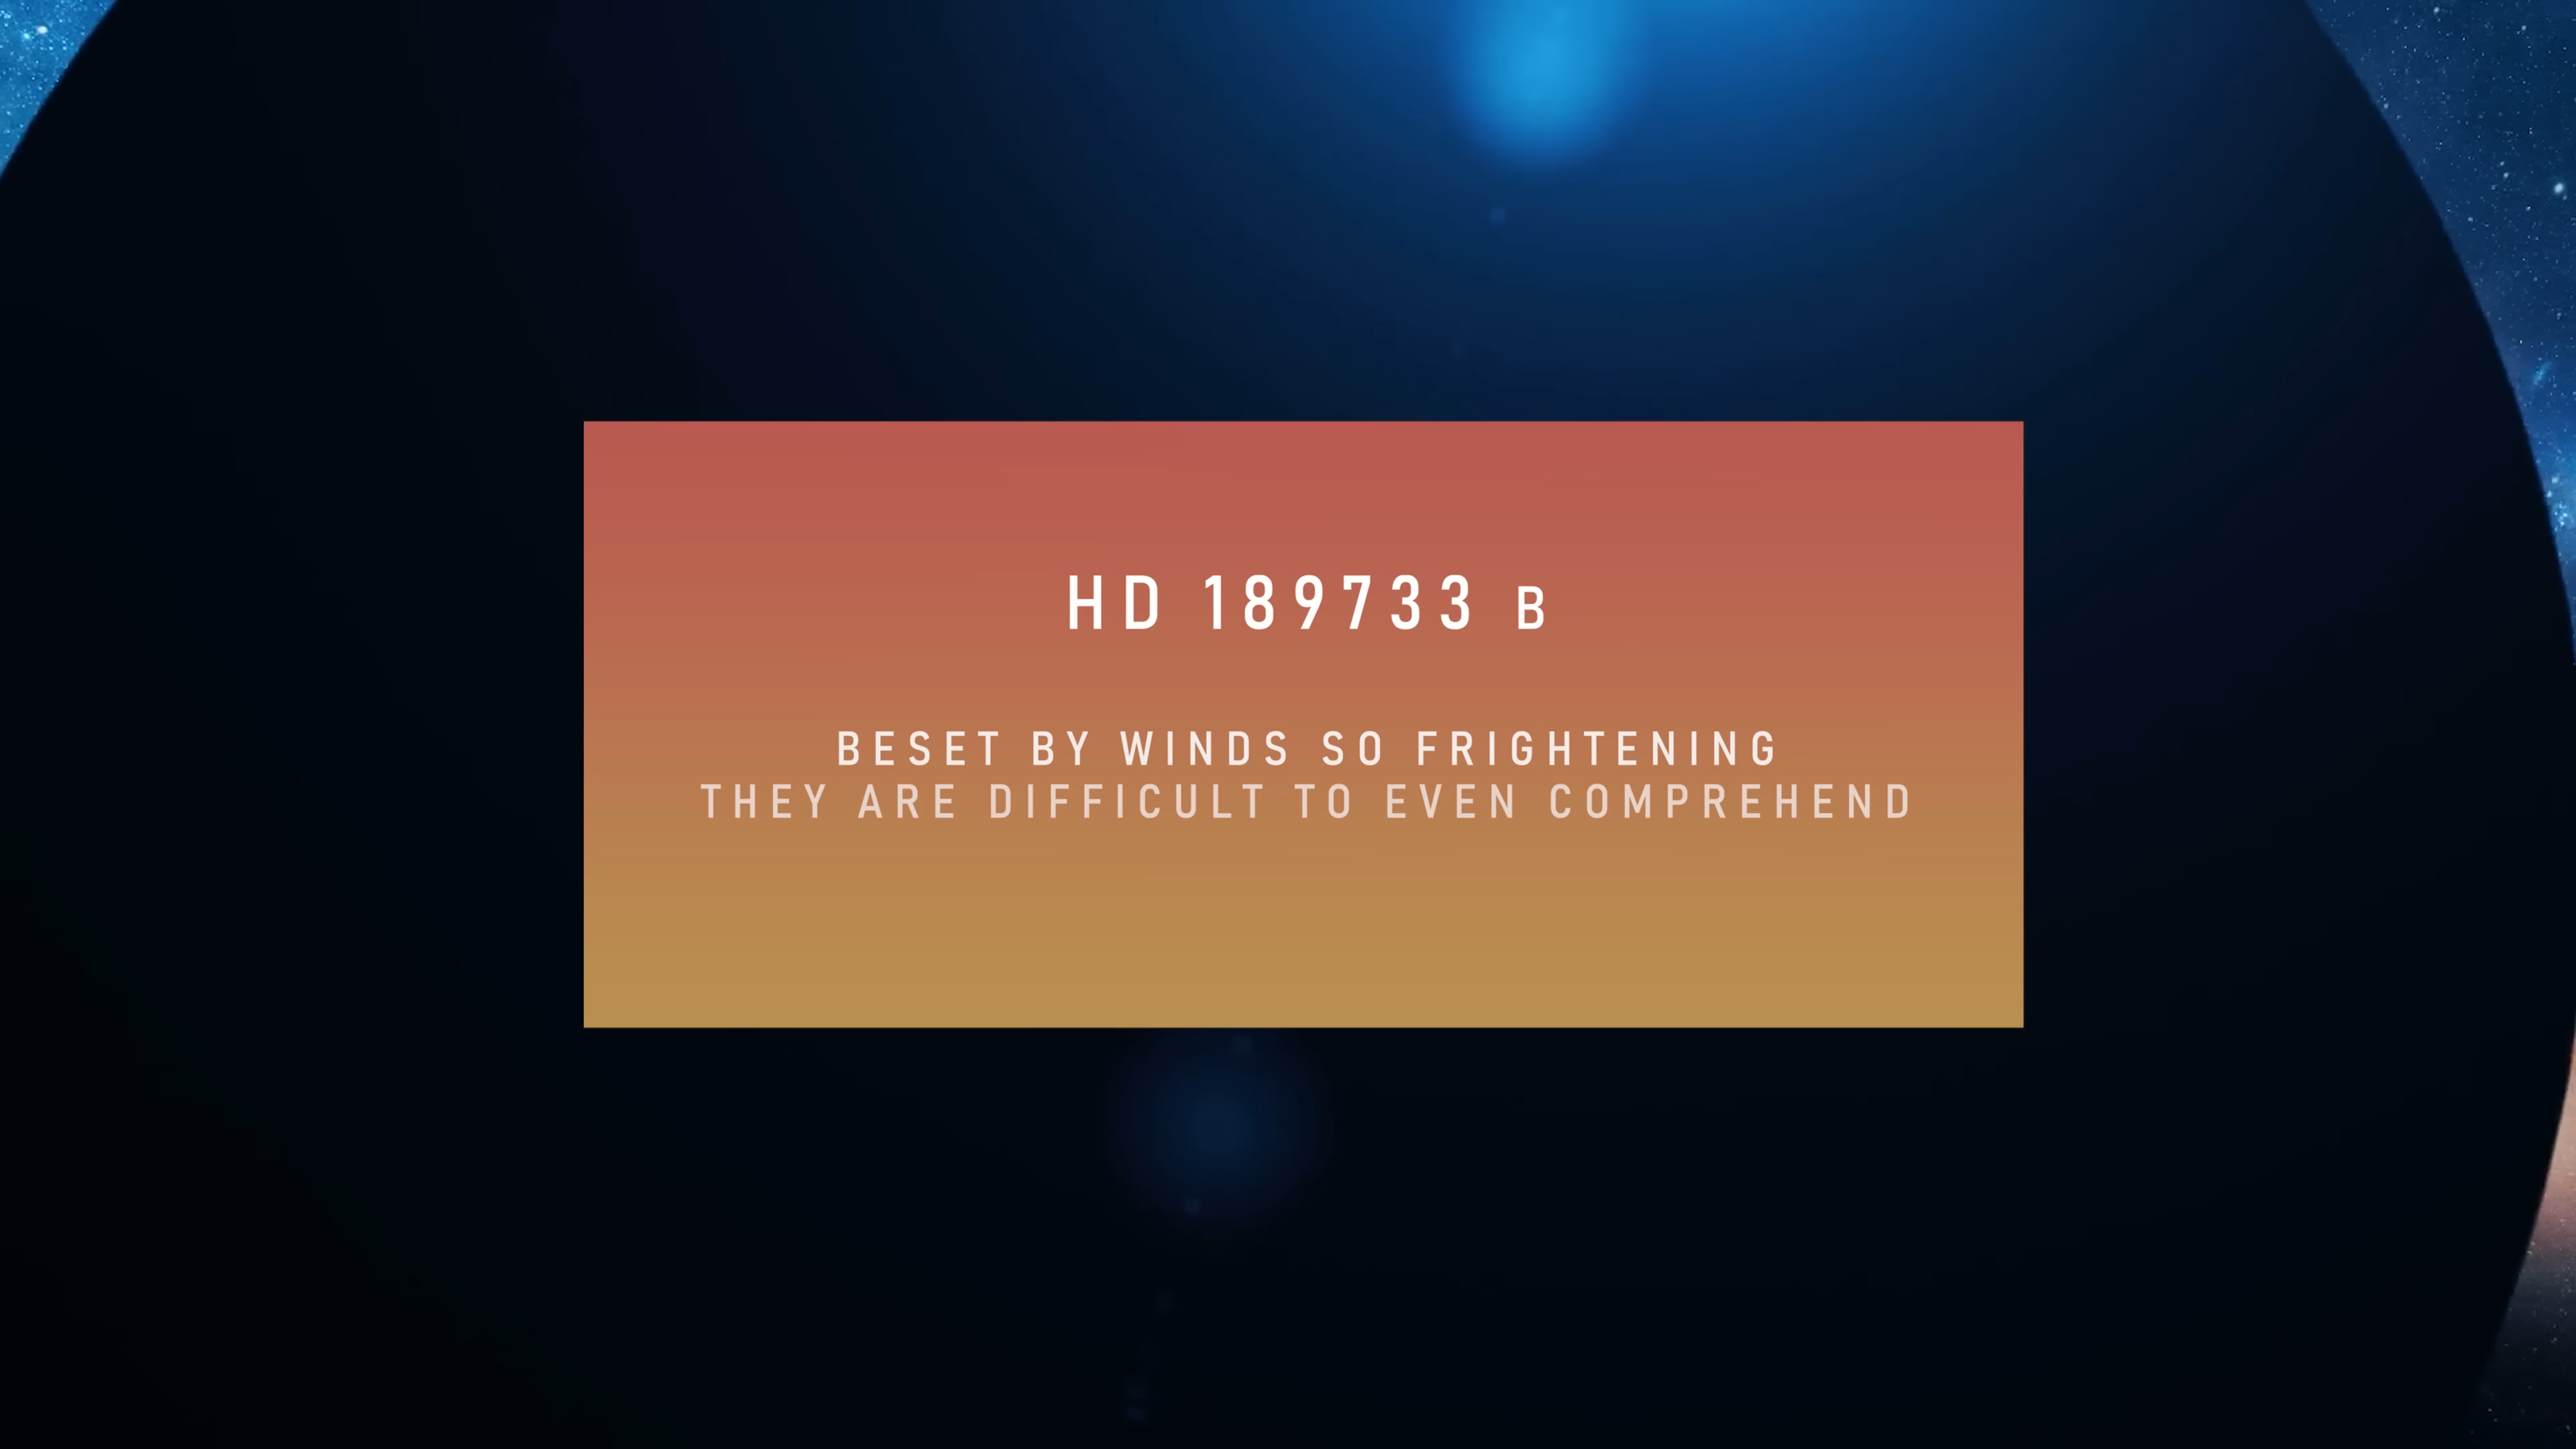 HD 189733 B
BESET BY WINDS SO FRIGHTENING
THEY ARE DIFFICULT TO EVEN COMPREHEND